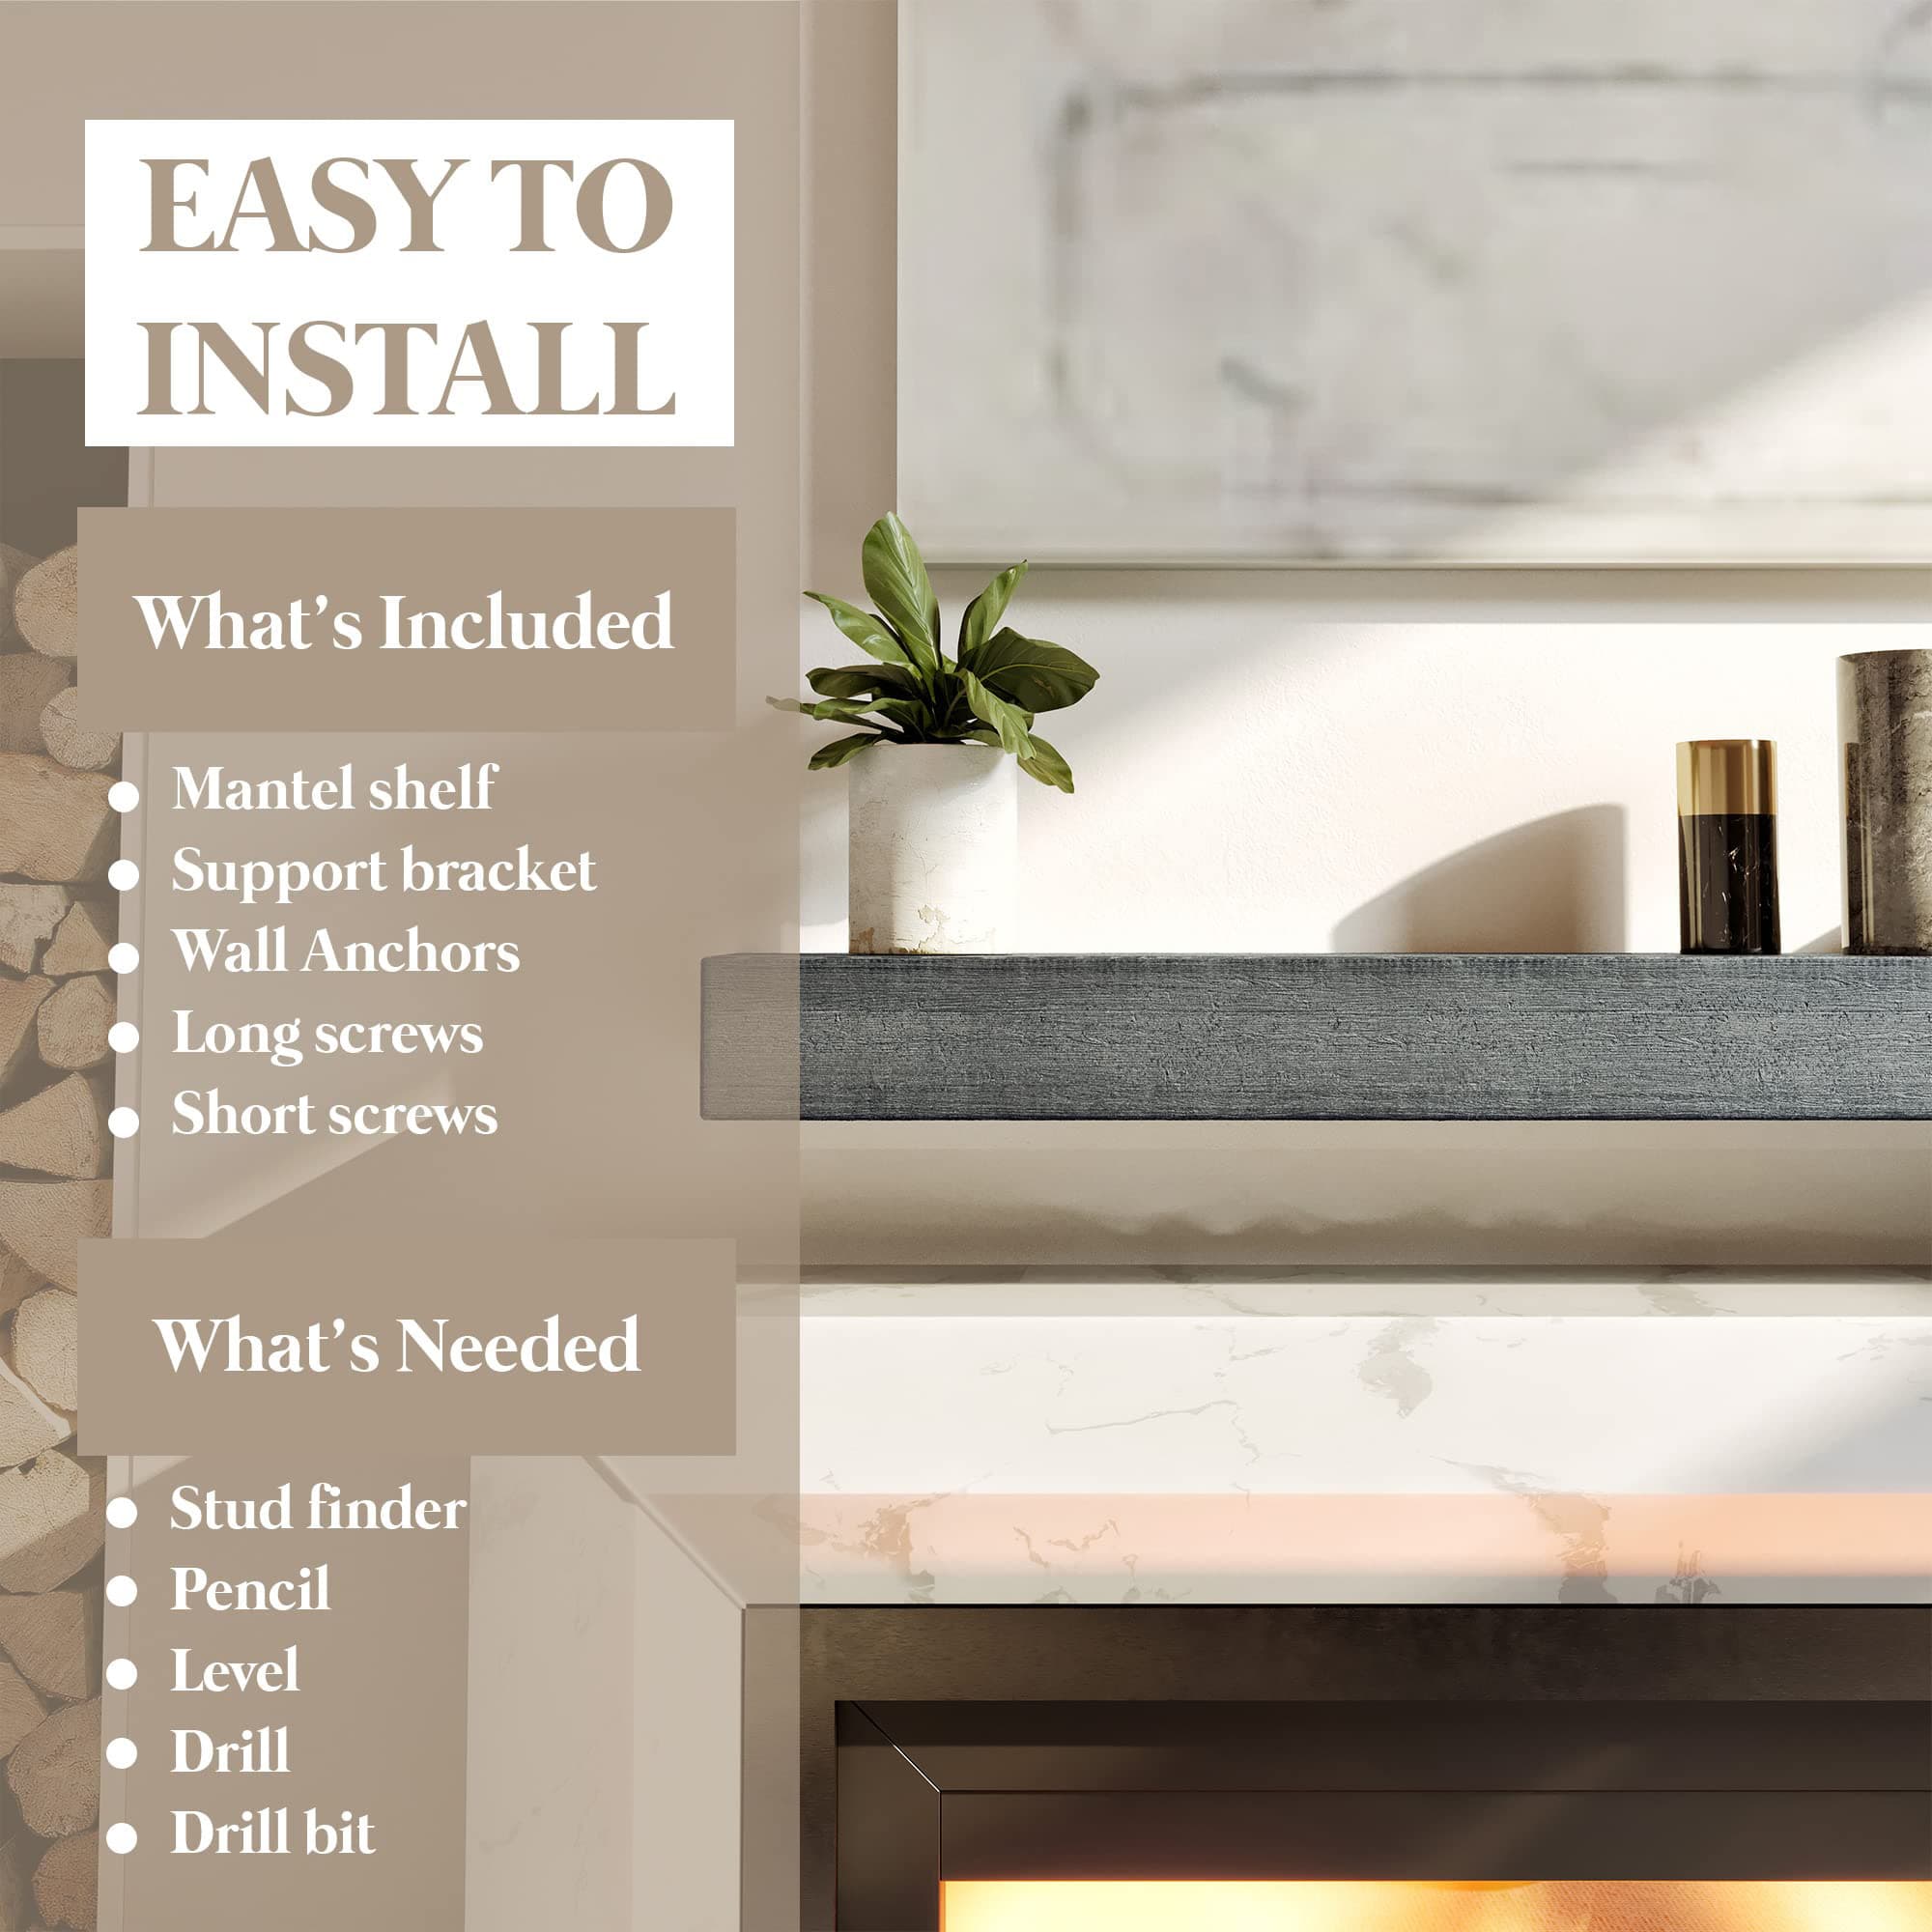 EASY TO
INSTALL
What's Included
Mantel shelf
Support bracket
Wall Anchors
Long screws
Short screws
What's Needed
Stud finder
Pencil
Level
Drill
Drill bit